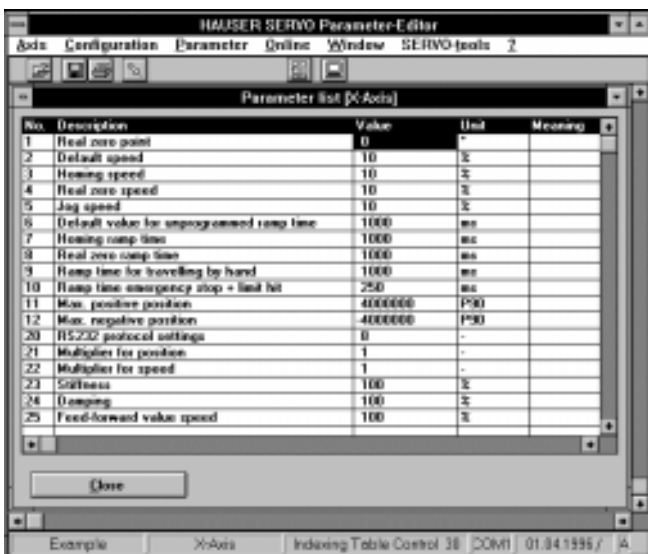 HAUSER SERVO Parameter-Editor
Axis Configuration Parameter Online Window SERVO-tools ?
Parameter list [X-Axis]
No. Description Value Unit Meaning
1 Real zero point 0 °
2 Default speed 10 %
3 Homing speed 10 %
4 Real zero speed 10 %
5 Jog speed 10 %
6 Default value for unprogrammed ramp time 1000 ms
7 Homing ramp time 1000 ms
8 Real zero ramp time 1000 ms
9 Ramp time for travelling by hand 1000 ms
10 Ramp time emergency stop + limit hit 250 ms
11 Max. positive position 4000000 P90
12 Max. negative position -4000000 P90
20 RS232 protocol settings 0 -
21 Multiplier for position 1 -
22 Multiplier for speed 1 -
23 Stiffness 100 %
24 Damping 100 %
25 Feed-forward value speed 100 %
Close
Example X-Axis Indexing Table Control 30 COM1 01.04.1996 / A